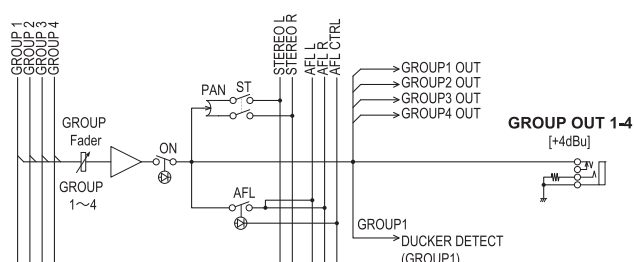 GROUP 1
GROUP 2
GROUP 3
GROUP 4
STEREO L
STEREO R
AFL L
AFL R
AFL CTRL
PAN ST
GROUP1 OUT
GROUP2 OUT
GROUP3 OUT
GROUP4 OUT
GROUP OUT 1-4
[+4dBu]
GROUP
Fader
ON
GROUP
1～4
AFL
GROUP1
DUCKER DETECT
(GROUP1)